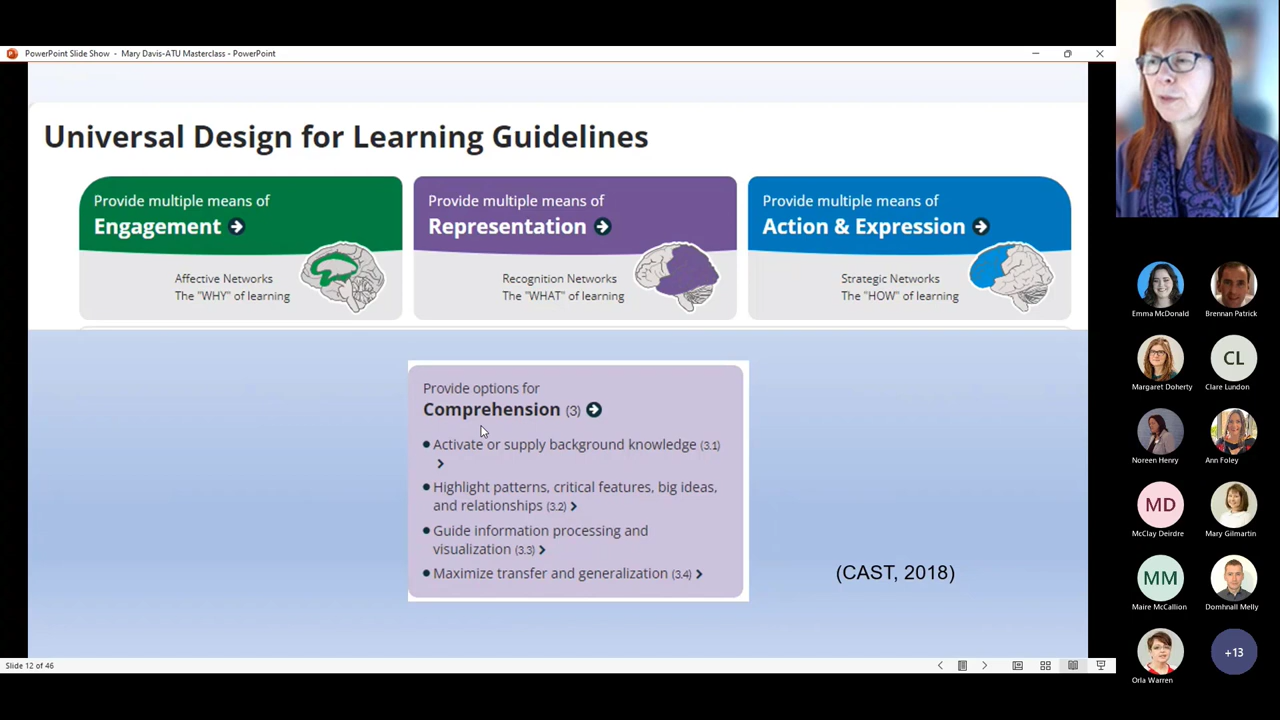 PowerPoint Slide Show - Mary Davis-ATU Masterclass - PowerPoint
Universal Design for Learning Guidelines
Provide multiple means of
Engagement
Affective Networks
The "WHY" of learning
Provide multiple means of
Representation
Recognition Networks
The "WHAT" of learning
Provide multiple means of
Action & Expression
Strategic Networks
The "HOW" of learning
Provide options for
Comprehension (3)
Activate or supply background knowledge (3.1)
Highlight patterns, critical features, big ideas,
and relationships (3.2)
Guide information processing and
visualization (3.3)
Maximize transfer and generalization (3.4)
(CAST, 2018)
Slide 12 of 46
Emma McDonald
Brennan Patrick
CL
Margaret Doherty
Clare Lundon
Noreen Henry
Ann Foley
MD
McClay Deirdre
Mary Gilmartin
MM
Maire McCallion
Domhnall Melly
+13
Orla Warren